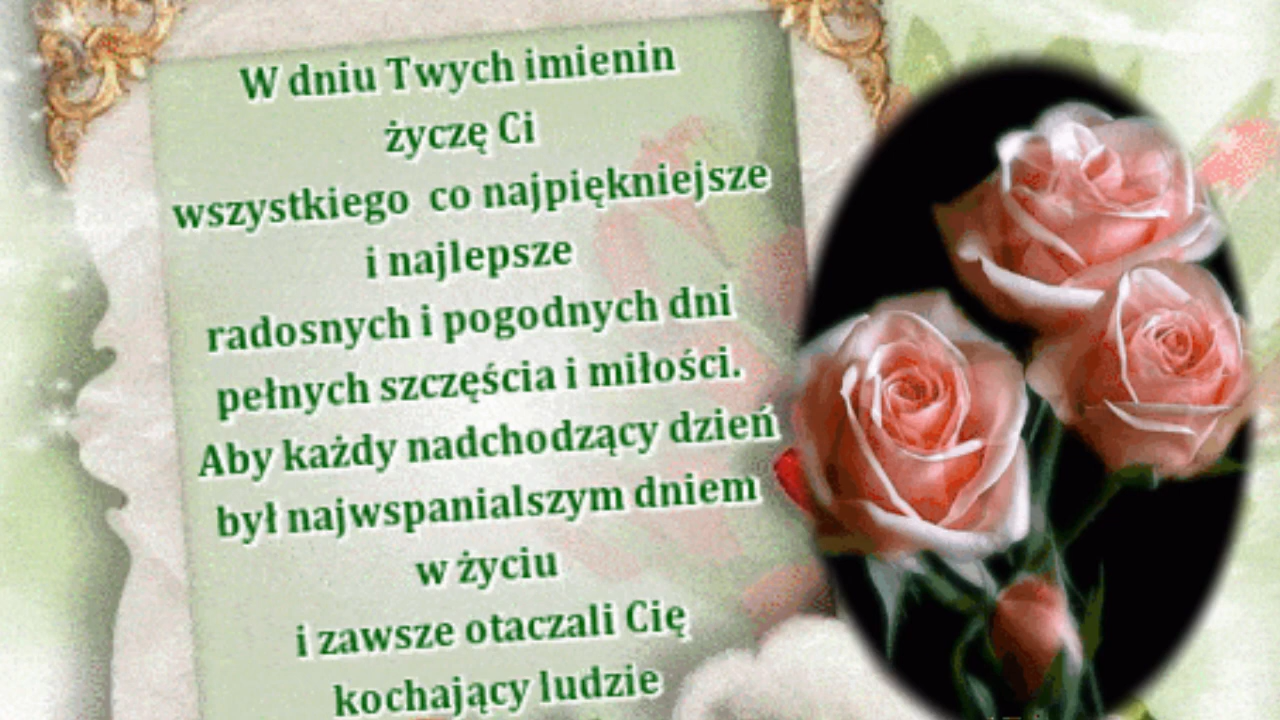 W dniu Twych imienin
życzę Ci
wszystkiego co najpiękniejsze
i najlepsze
radosnych i pogodnych dni
pełnych szczęścia i miłości.
Aby każdy nadchodzący dzień
był najwspanialszym dniem
w życiu
i zawsze otaczali Cię
kochający ludzie